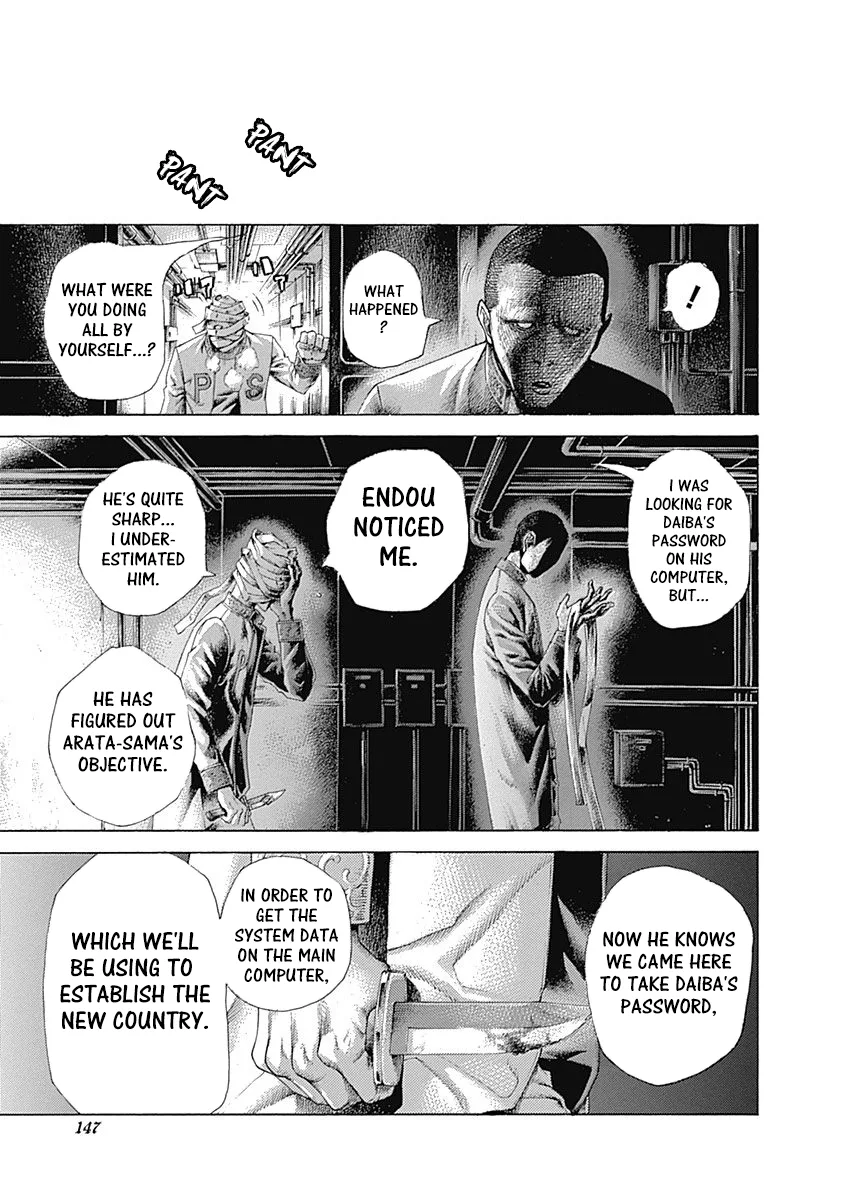 PANT
PANT
!
WHAT
HAPPENED
?
WHAT WERE
YOU DOING
ALL BY
YOURSELF...?
P S
I WAS
LOOKING FOR
DAIBA'S
PASSWORD
ON HIS
COMPUTER,
BUT...
ENDOU
NOTICED
ME.
HE'S QUITE
SHARP...
I UNDER-
ESTIMATED
HIM.
HE HAS
FIGURED OUT
ARATA-SAMA'S
OBJECTIVE.
NOW HE KNOWS
WE CAME HERE
TO TAKE DAIBA'S
PASSWORD,
IN ORDER TO
GET THE
SYSTEM DATA
ON THE MAIN
COMPUTER,
WHICH WE'LL
BE USING TO
ESTABLISH THE
NEW COUNTRY.
147